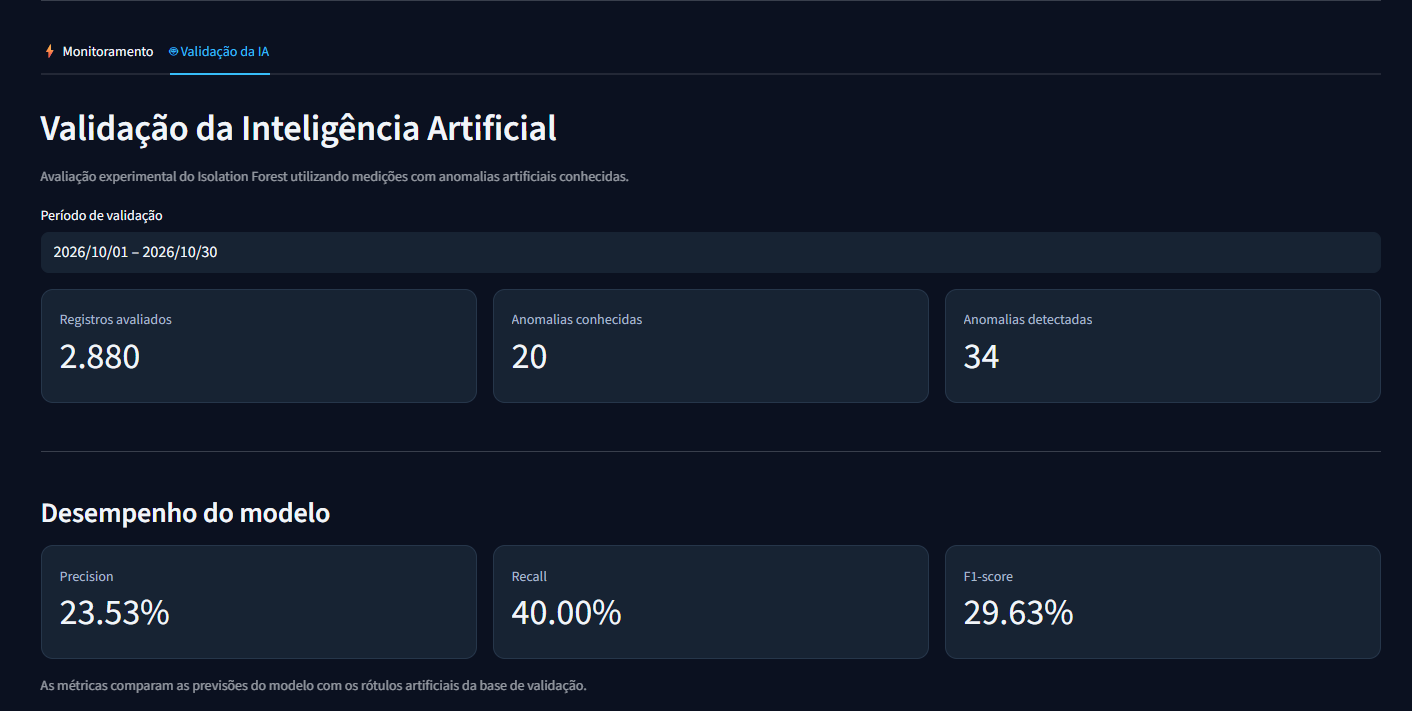 Monitoramento
Validação da IA
Validação da Inteligência Artificial
Avaliação experimental do Isolation Forest utilizando medições com anomalias artificiais conhecidas.
Período de validação
2026/10/01 – 2026/10/30
Registros avaliados
2.880
Anomalias conhecidas
20
Anomalias detectadas
34
Desempenho do modelo
Precision
23.53%
Recall
40.00%
F1-score
29.63%
As métricas comparam as previsões do modelo com os rótulos artificiais da base de validação.